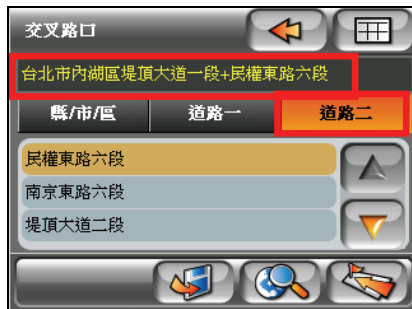 交叉路口
台北市內湖區堤頂大道一段+民權東路六段
縣/市/區 道路一 道路二
民權東路六段
南京東路六段
堤頂大道二段